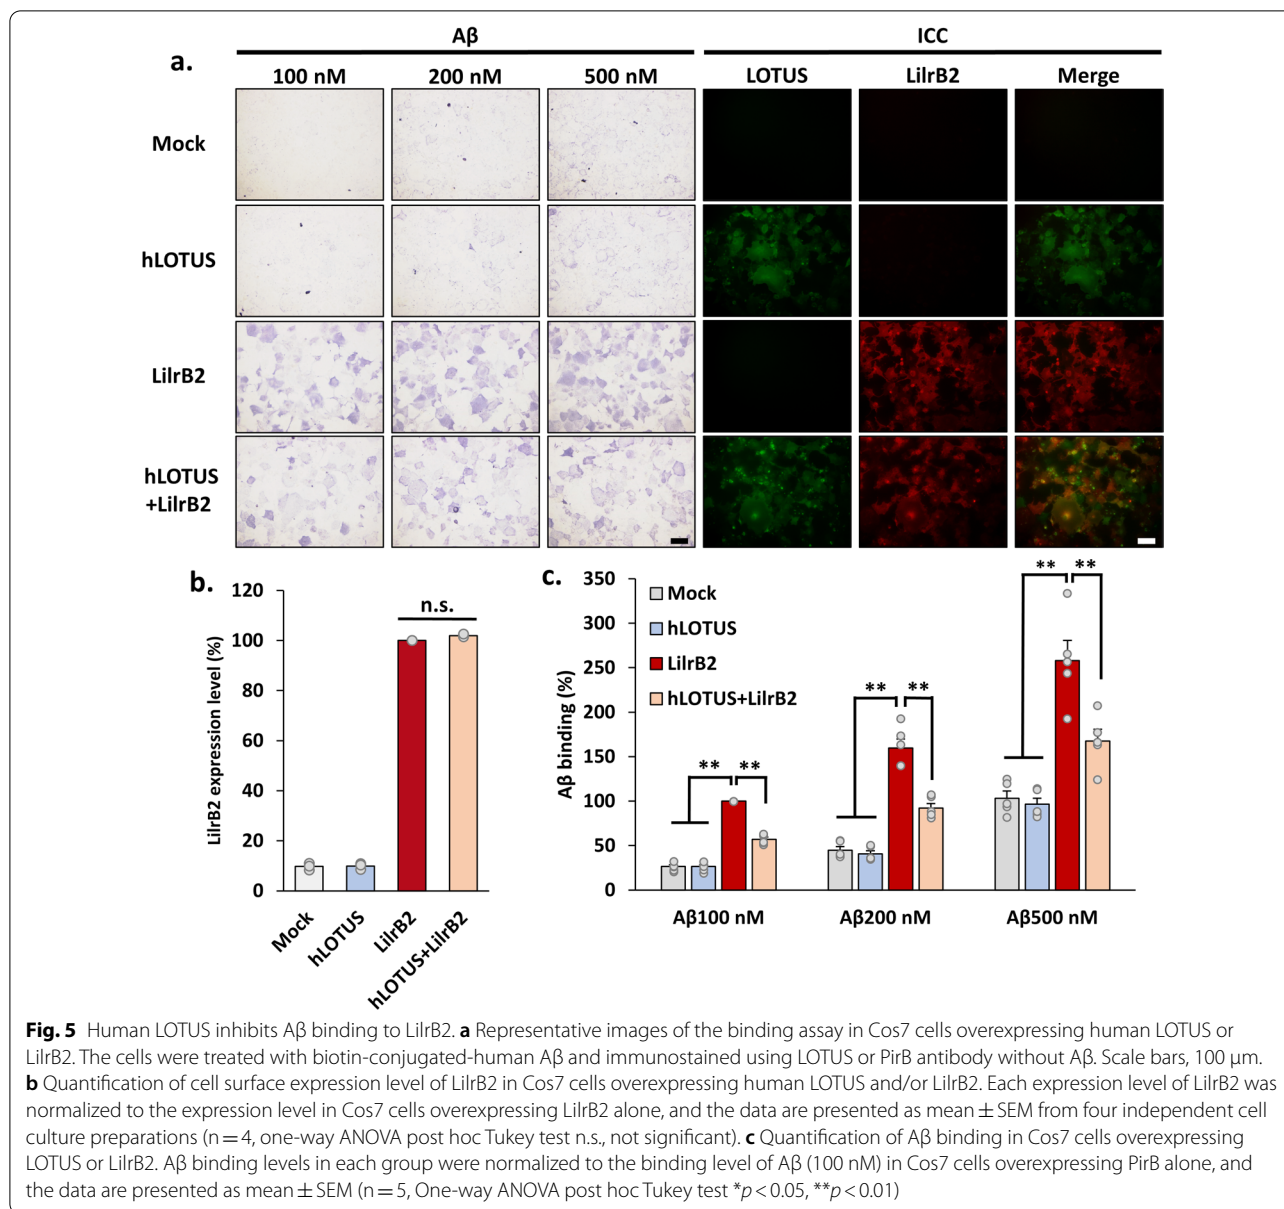 Aβ
ICC
a.
100 nM
200 nM
500 nM
LOTUS
LilrB2
Merge
Mock
hLOTUS
LilrB2
hLOTUS
+LilrB2
b.
LilrB2 expression level (%)
120
100
80
60
40
20
0
n.s.
Mock
hLOTUS
LilrB2
hLOTUS+LilrB2
c.
Aβ binding (%)
350
300
250
200
150
100
50
0
Mock
hLOTUS
LilrB2
hLOTUS+LilrB2
** **
** **
** **
Aβ100 nM
Aβ200 nM
Aβ500 nM
Fig. 5 Human LOTUS inhibits Aβ binding to LilrB2. a Representative images of the binding assay in Cos7 cells overexpressing human LOTUS or
LilrB2. The cells were treated with biotin-conjugated-human Aβ and immunostained using LOTUS or PirB antibody without Aβ. Scale bars, 100 μm.
b Quantification of cell surface expression level of LilrB2 in Cos7 cells overexpressing human LOTUS and/or LilrB2. Each expression level of LilrB2 was
normalized to the expression level in Cos7 cells overexpressing LilrB2 alone, and the data are presented as mean ± SEM from four independent cell
culture preparations (n = 4, one-way ANOVA post hoc Tukey test n.s., not significant). c Quantification of Aβ binding in Cos7 cells overexpressing
LOTUS or LilrB2. Aβ binding levels in each group were normalized to the binding level of Aβ (100 nM) in Cos7 cells overexpressing PirB alone, and
the data are presented as mean ± SEM (n = 5, One-way ANOVA post hoc Tukey test *p < 0.05, **p < 0.01)